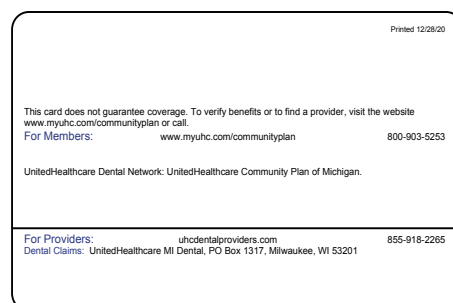 Printed 12/28/20
This card does not guarantee coverage. To verify benefits or to find a provider, visit the website
www.myuhc.com/communityplan or call.
For Members: www.myuhc.com/communityplan 800-903-5253
UnitedHealthcare Dental Network: UnitedHealthcare Community Plan of Michigan.
For Providers: uhcdentalproviders.com 855-918-2265
Dental Claims: UnitedHealthcare MI Dental, PO Box 1317, Milwaukee, WI 53201